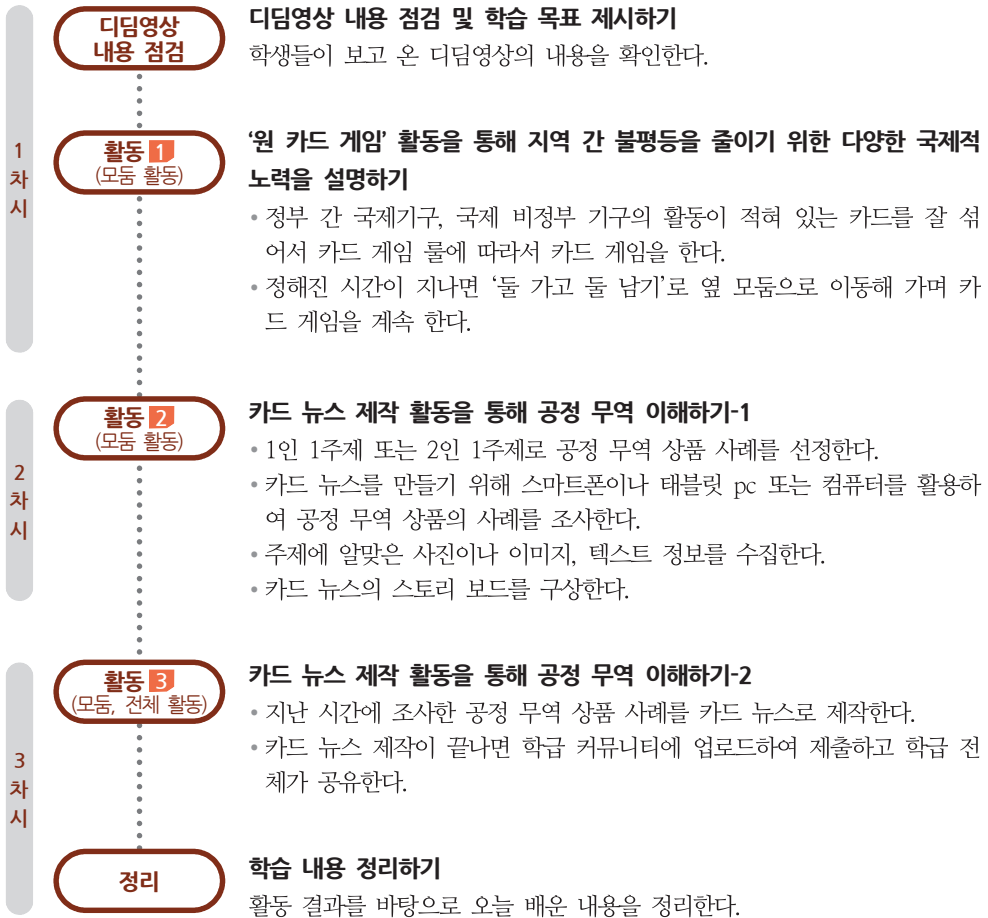 디딤영상
내용 점검
디딤영상 내용 점검 및 학습 목표 제시하기
학생들이 보고 온 디딤영상의 내용을 확인한다.
1
차
시
활동 1
(모둠 활동)
‘원 카드 게임’ 활동을 통해 지역 간 불평등을 줄이기 위한 다양한 국제적
노력을 설명하기
• 정부 간 국제기구, 국제 비정부 기구의 활동이 적혀 있는 카드를 잘 섞
어서 카드 게임 룰에 따라서 카드 게임을 한다.
• 정해진 시간이 지나면 ‘둘 가고 둘 남기’로 옆 모둠으로 이동해 가며 카
드 게임을 계속 한다.
2
차
시
활동 2
(모둠 활동)
카드 뉴스 제작 활동을 통해 공정 무역 이해하기-1
• 1인 1주제 또는 2인 1주제로 공정 무역 상품 사례를 선정한다.
• 카드 뉴스를 만들기 위해 스마트폰이나 태블릿 pc 또는 컴퓨터를 활용하
여 공정 무역 상품의 사례를 조사한다.
• 주제에 알맞은 사진이나 이미지, 텍스트 정보를 수집한다.
• 카드 뉴스의 스토리 보드를 구상한다.
3
차
시
활동 3
(모둠, 전체 활동)
카드 뉴스 제작 활동을 통해 공정 무역 이해하기-2
• 지난 시간에 조사한 공정 무역 상품 사례를 카드 뉴스로 제작한다.
• 카드 뉴스 제작이 끝나면 학급 커뮤니티에 업로드하여 제출하고 학급 전
체가 공유한다.
정리
학습 내용 정리하기
활동 결과를 바탕으로 오늘 배운 내용을 정리한다.